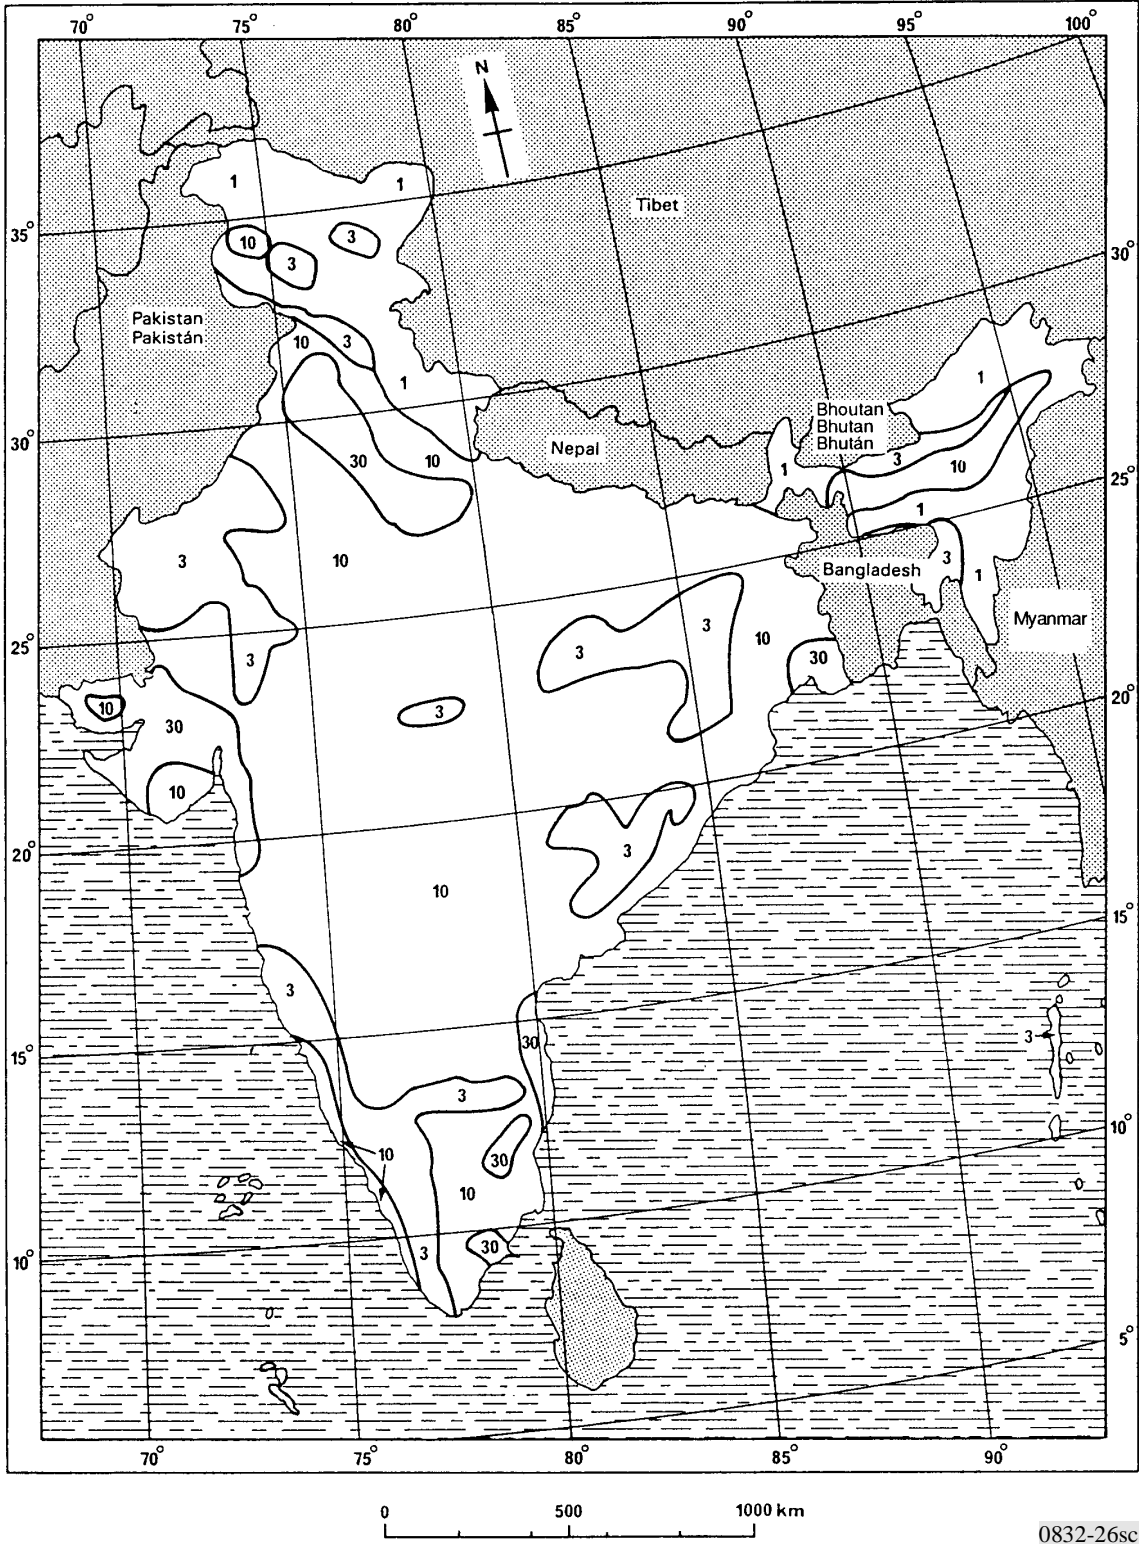 70° 75° 80° 85° 90° 95° 100°
N
1 1
Tibet
35° 10 3
3 30°
Pakistan
Pakistán
10 3
1 1
Bhoutan
Bhutan
Bhután
30° 30 10 Nepal 1 3 10
25°
1
3 10 Bangladesh 3 1
Myanmar
25° 3 3 3 10 30
20°
10 30 3
10
20° 3
10
15°
3
15° 30 3
3
10° 10 30
10
10° 3 30
5°
70° 75° 80° 85° 90°
0 500 1000 km
0832-26sc